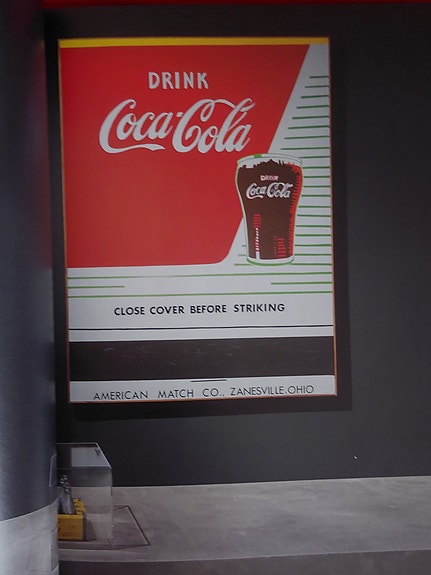 DRINK
Coca-Cola
DRINK
Coca-Cola
CLOSE COVER BEFORE STRIKING
AMERICAN MATCH CO., ZANESVILLE, OHIO